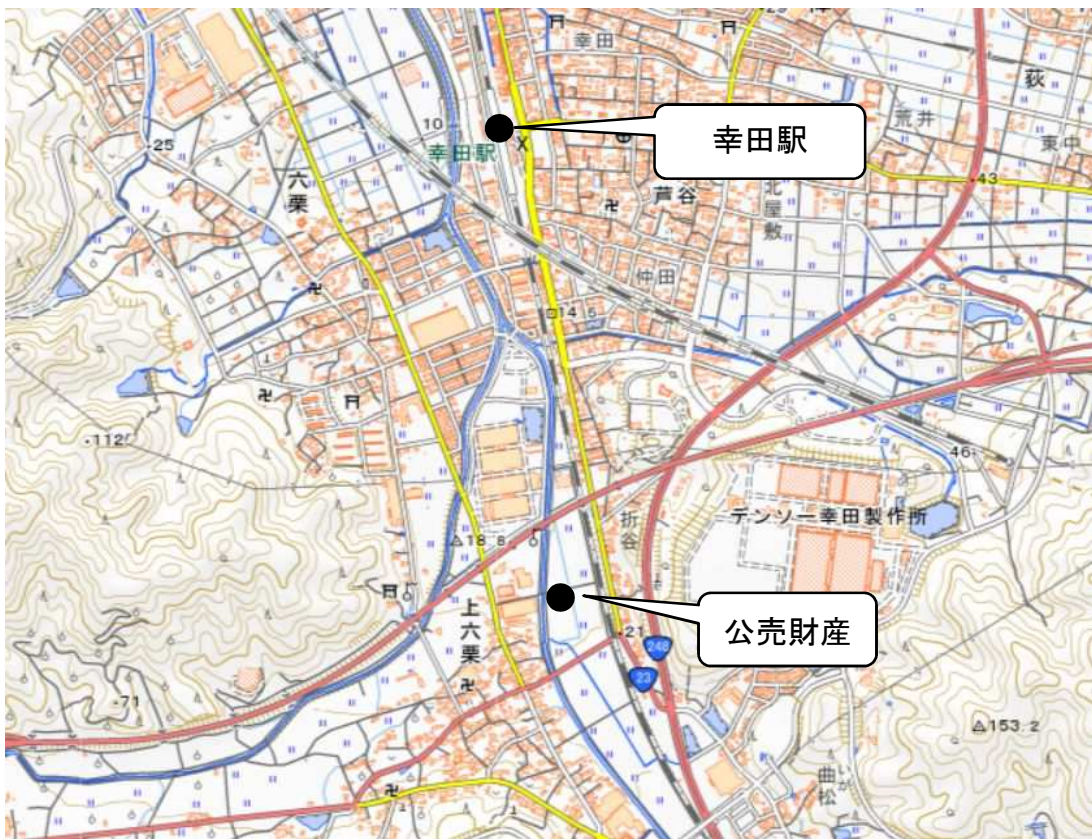 幸田
荻
荒井
東中
10
幸田駅
X
幸田駅
25
芦谷
43
六栗
北屋敷
仲田
14.5
112
46
デンソー幸田製作所
折谷
18.8
上六栗
公売財産
21
248
23
71
153.2
曲松